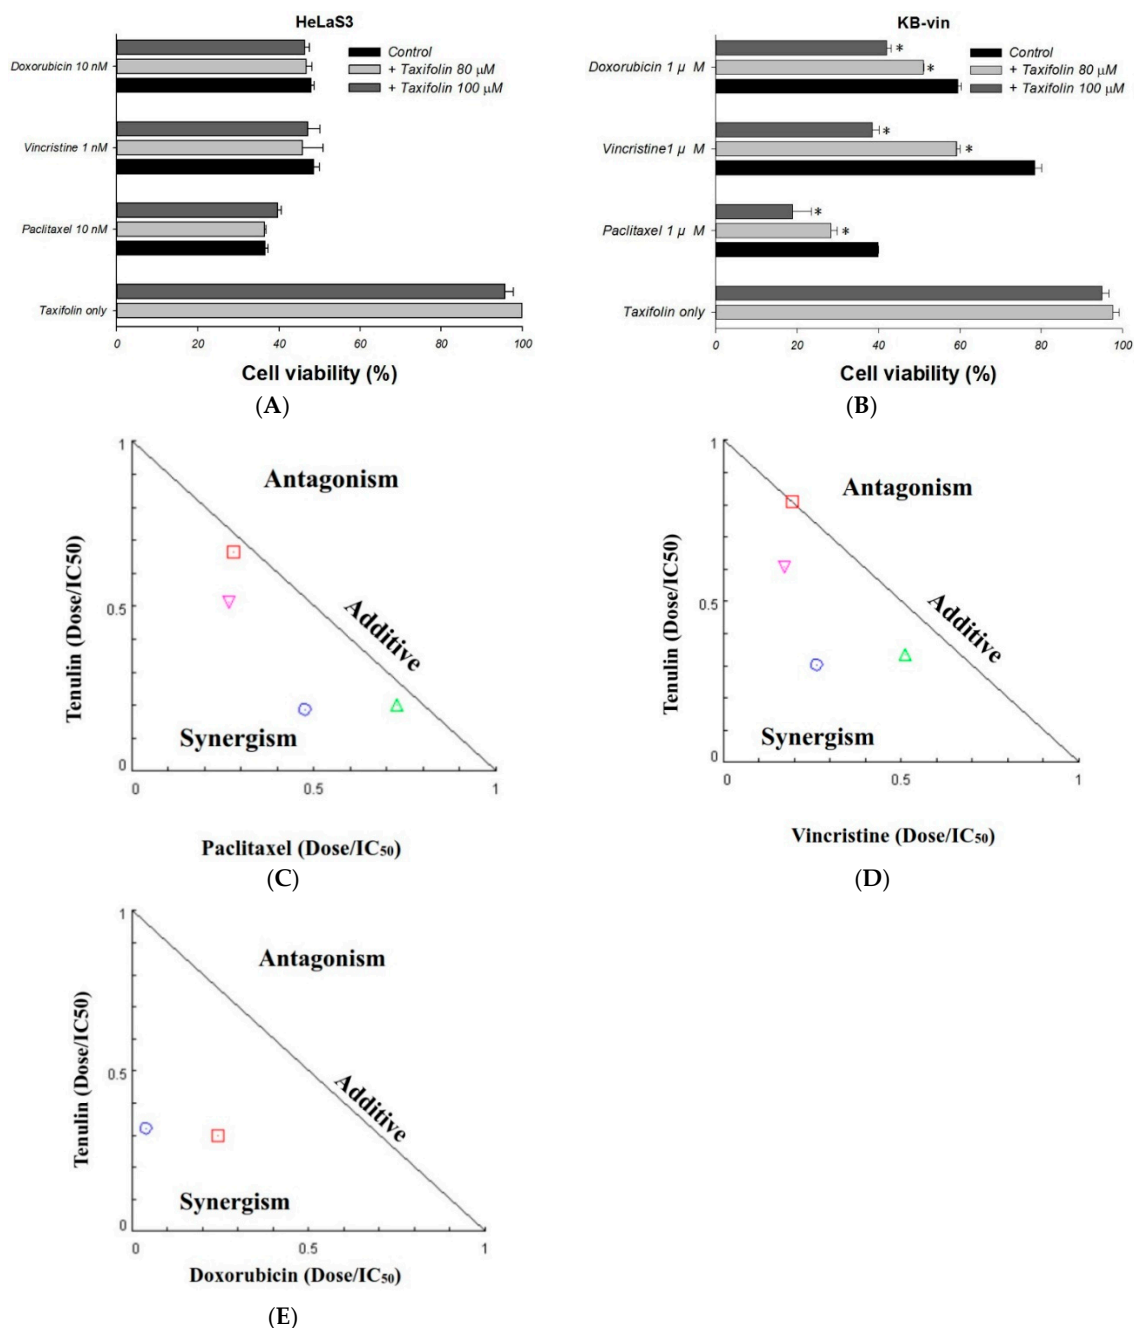 HeLaS3
Doxorubicin 10 nM
Vincristine 1 nM
Paclitaxel 10 nM
Taxifolin only
Control
+ Taxifolin 80 μM
+ Taxifolin 100 μM
0 20 40 60 80 100
Cell viability (%)
(A)
KB-vin
Doxorubicin 1 μ M
Vincristine1 μ M
Paclitaxel 1 μ M
Taxifolin only
Control
+ Taxifolin 80 μM
+ Taxifolin 100 μM
* * * * * *
0 20 40 60 80 100
Cell viability (%)
(B)
1
0.5
0
Tenulin (Dose/IC50)
Antagonism
Additive
Synergism
0 0.5 1
Paclitaxel (Dose/IC50)
(C)
1
0.5
0
Tenulin (Dose/IC50)
Antagonism
Additive
Synergism
0 0.5 1
Vincristine (Dose/IC50)
(D)
1
0.5
0
Tenulin (Dose/IC50)
Antagonism
Additive
Synergism
0 0.5 1
Doxorubicin (Dose/IC50)
(E)